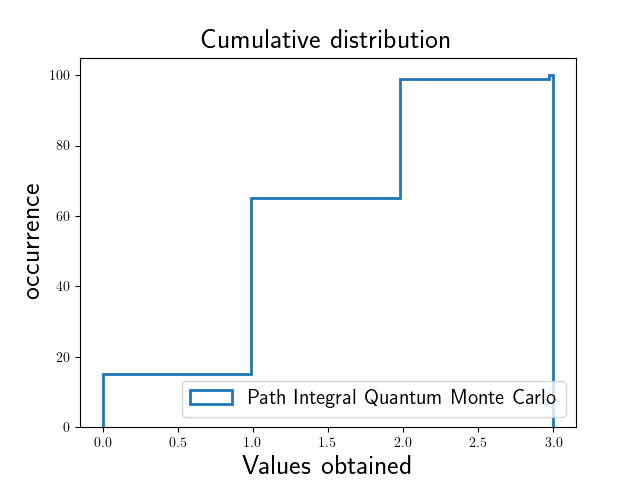 Cumulative distribution
100
80
60
40
20
0
occurrence
Path Integral Quantum Monte Carlo
0.0 0.5 1.0 1.5 2.0 2.5 3.0
Values obtained